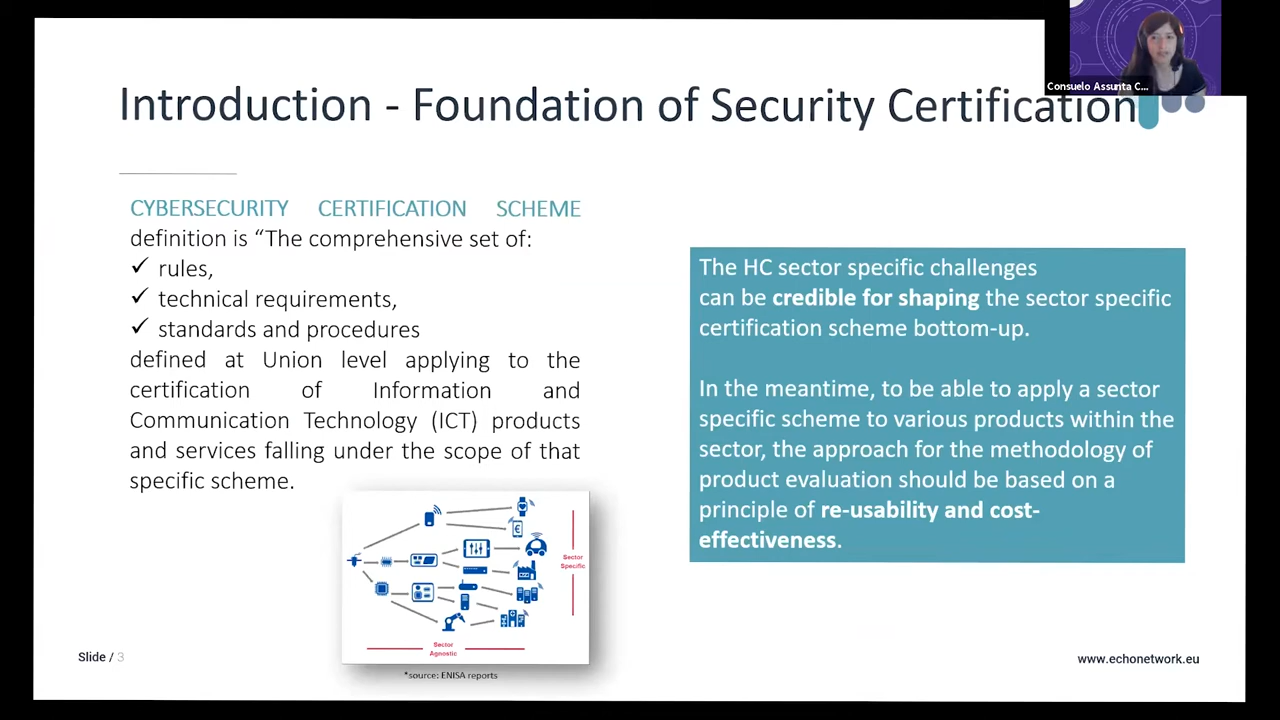 Consuelo Assunta C...
Introduction - Foundation of Security Certification
CYBERSECURITY CERTIFICATION SCHEME
definition is “The comprehensive set of:
✓ rules,
✓ technical requirements,
✓ standards and procedures
defined at Union level applying to the
certification of Information and
Communication Technology (ICT) products
and services falling under the scope of that
specific scheme.
The HC sector specific challenges
can be credible for shaping the sector specific
certification scheme bottom-up.
In the meantime, to be able to apply a sector
specific scheme to various products within the
sector, the approach for the methodology of
product evaluation should be based on a
principle of re-usability and cost-
effectiveness.
Sector
Specific
Sector
Agnostic
*source: ENISA reports
Slide / 3
www.echonetwork.eu